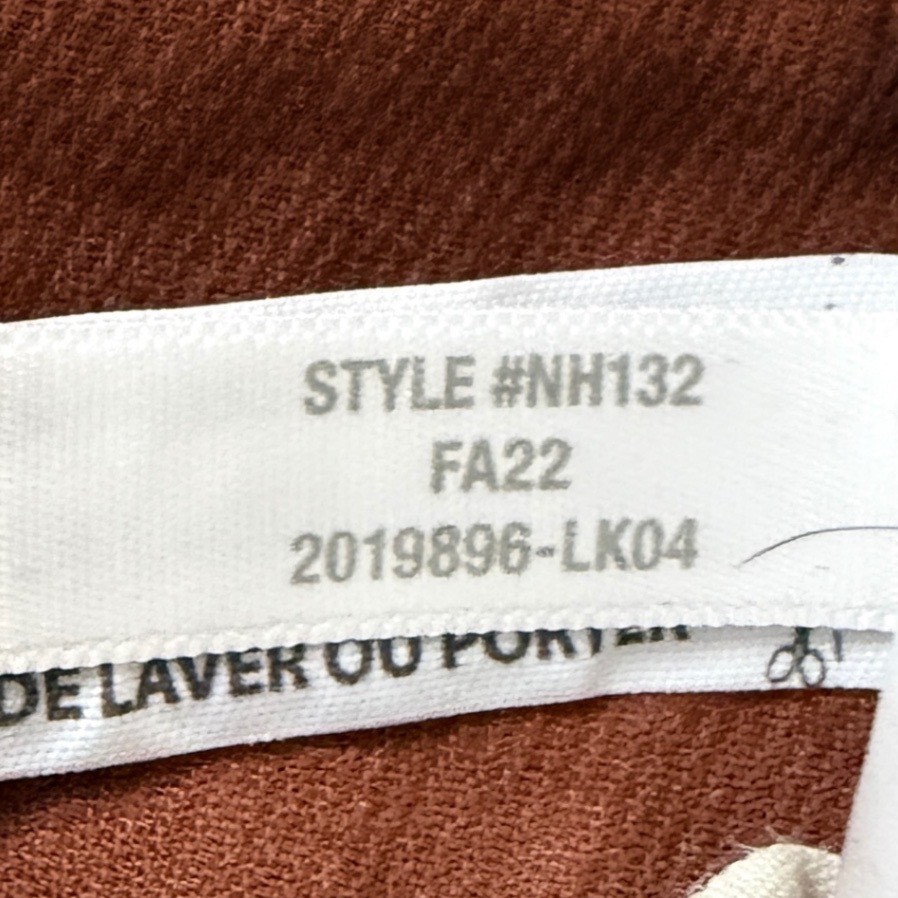 STYLE #NH132
FA22
2019896-LK04
DE LAVER OU PORTER